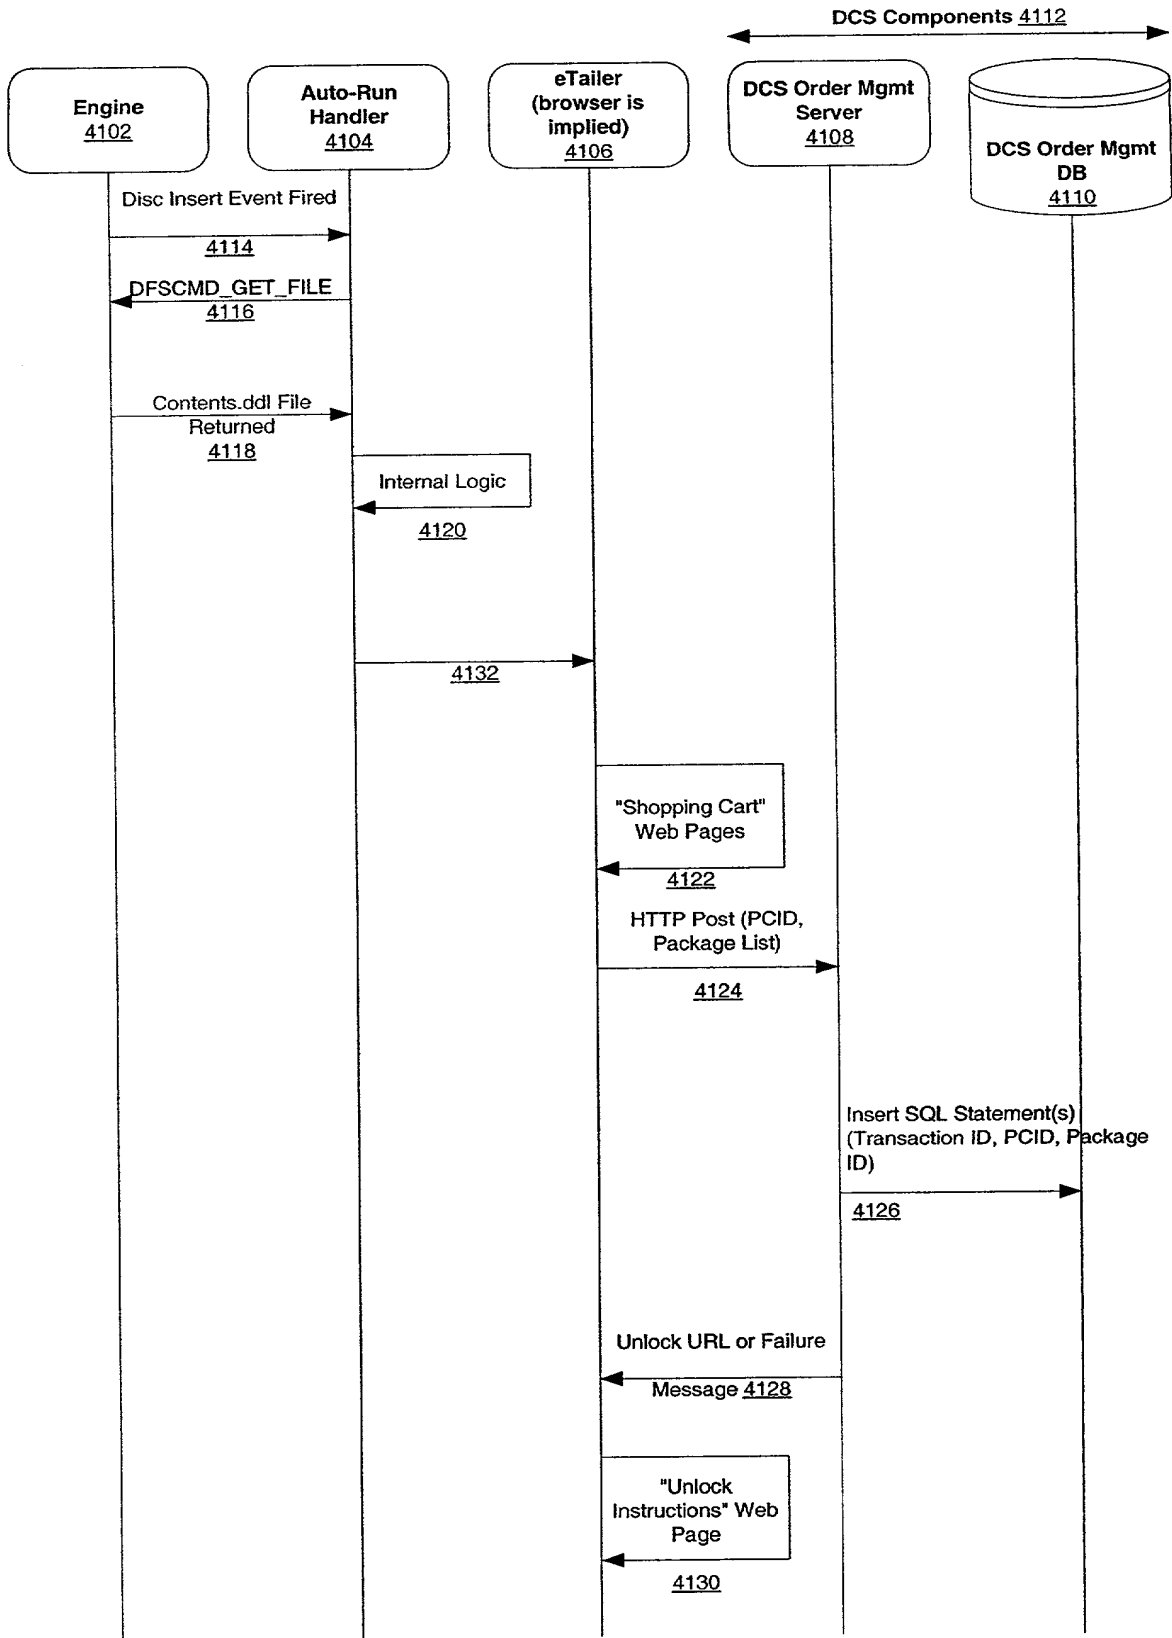 DCS Components 4112
Engine
4102
Auto-Run
Handler
4104
eTailer
(browser is
implied)
4106
DCS Order Mgmt
Server
4108
DCS Order Mgmt
DB
4110
Disc Insert Event Fired
4114
DFSCMD_GET_FILE
4116
Contents.ddl File
Returned
4118
Internal Logic
4120
4132
"Shopping Cart"
Web Pages
4122
HTTP Post (PCID,
Package List)
4124
Insert SQL Statement(s)
(Transaction ID, PCID, Package
ID)
4126
Unlock URL or Failure
Message 4128
"Unlock
Instructions" Web
Page
4130